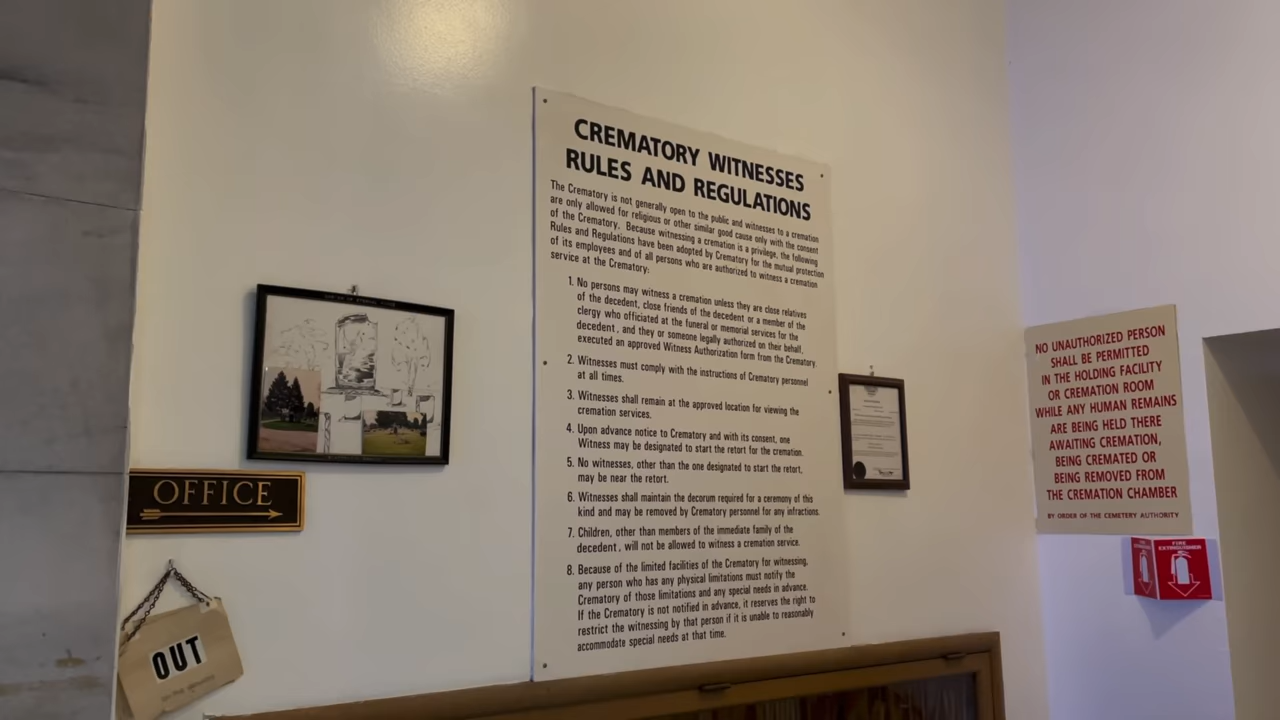 CREMATORY WITNESSES
RULES AND REGULATIONS
The Crematory is not generally open to the public and witnesses to a cremation
are only allowed for religious or other similar good cause only with the consent
of the Crematory. Because witnessing a cremation is a privilege, the following
Rules and Regulations have been adopted by Crematory for the mutual protection
of its employees and of all persons who are authorized to witness a cremation
service at the Crematory:
1. No persons may witness a cremation unless they are close relatives
of the decedent, close friends of the decedent or a member of the
clergy who officiated at the funeral or memorial services for the
decedent, and they or someone legally authorized on their behalf,
executed an approved Witness Authorization form from the Crematory.
2. Witnesses must comply with the instructions of Crematory personnel
at all times.
3. Witnesses shall remain at the approved location for viewing the
cremation services.
4. Upon advance notice to Crematory and with its consent, one
Witness may be designated to start the retort for the cremation.
5. No witnesses, other than the one designated to start the retort,
may be near the retort.
6. Witnesses shall maintain the decorum required for a ceremony of this
kind and may be removed by Crematory personnel for any infractions.
7. Children, other than members of the immediate family of the
decedent, will not be allowed to witness a cremation service.
8. Because of the limited facilities of the Crematory for witnessing,
any person who has any physical limitations must notify the
Crematory of those limitations and any special needs in advance.
If the Crematory is not notified in advance, it reserves the right to
restrict the witnessing by that person if it is unable to reasonably
accommodate special needs at that time.
OFFICE
OUT
NO UNAUTHORIZED PERSON
SHALL BE PERMITTED
IN THE HOLDING FACILITY
OR CREMATION ROOM
WHILE ANY HUMAN REMAINS
ARE BEING HELD THERE
AWAITING CREMATION,
BEING CREMATED OR
BEING REMOVED FROM
THE CREMATION CHAMBER
BY ORDER OF THE CEMETERY AUTHORITY
FIRE
EXTINGUISHER